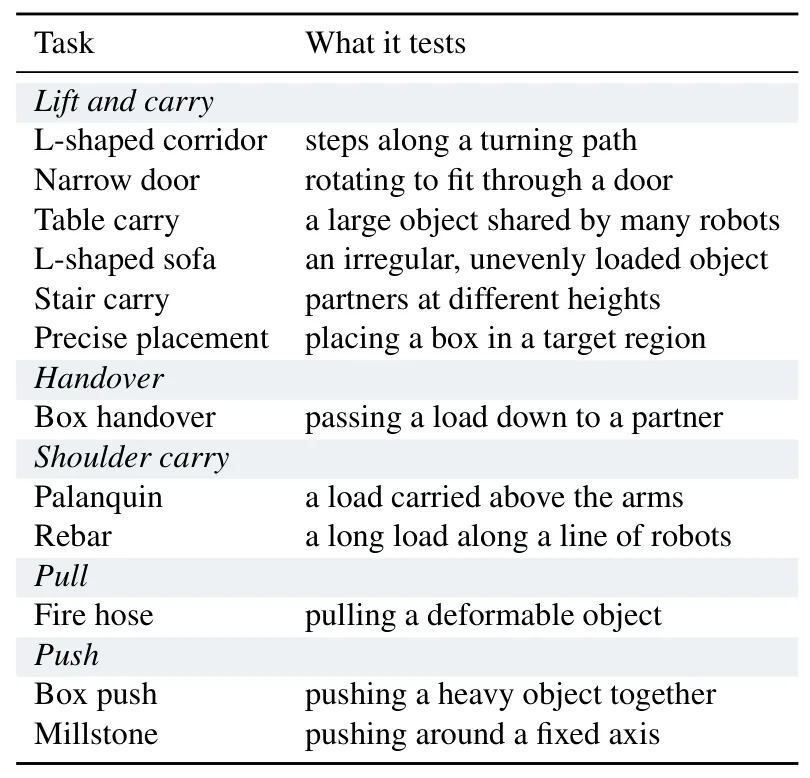 Task What it tests
Lift and carry
L-shaped corridor steps along a turning path
Narrow door rotating to fit through a door
Table carry a large object shared by many robots
L-shaped sofa an irregular, unevenly loaded object
Stair carry partners at different heights
Precise placement placing a box in a target region
Handover
Box handover passing a load down to a partner
Shoulder carry
Palanquin a load carried above the arms
Rebar a long load along a line of robots
Pull
Fire hose pulling a deformable object
Push
Box push pushing a heavy object together
Millstone pushing around a fixed axis